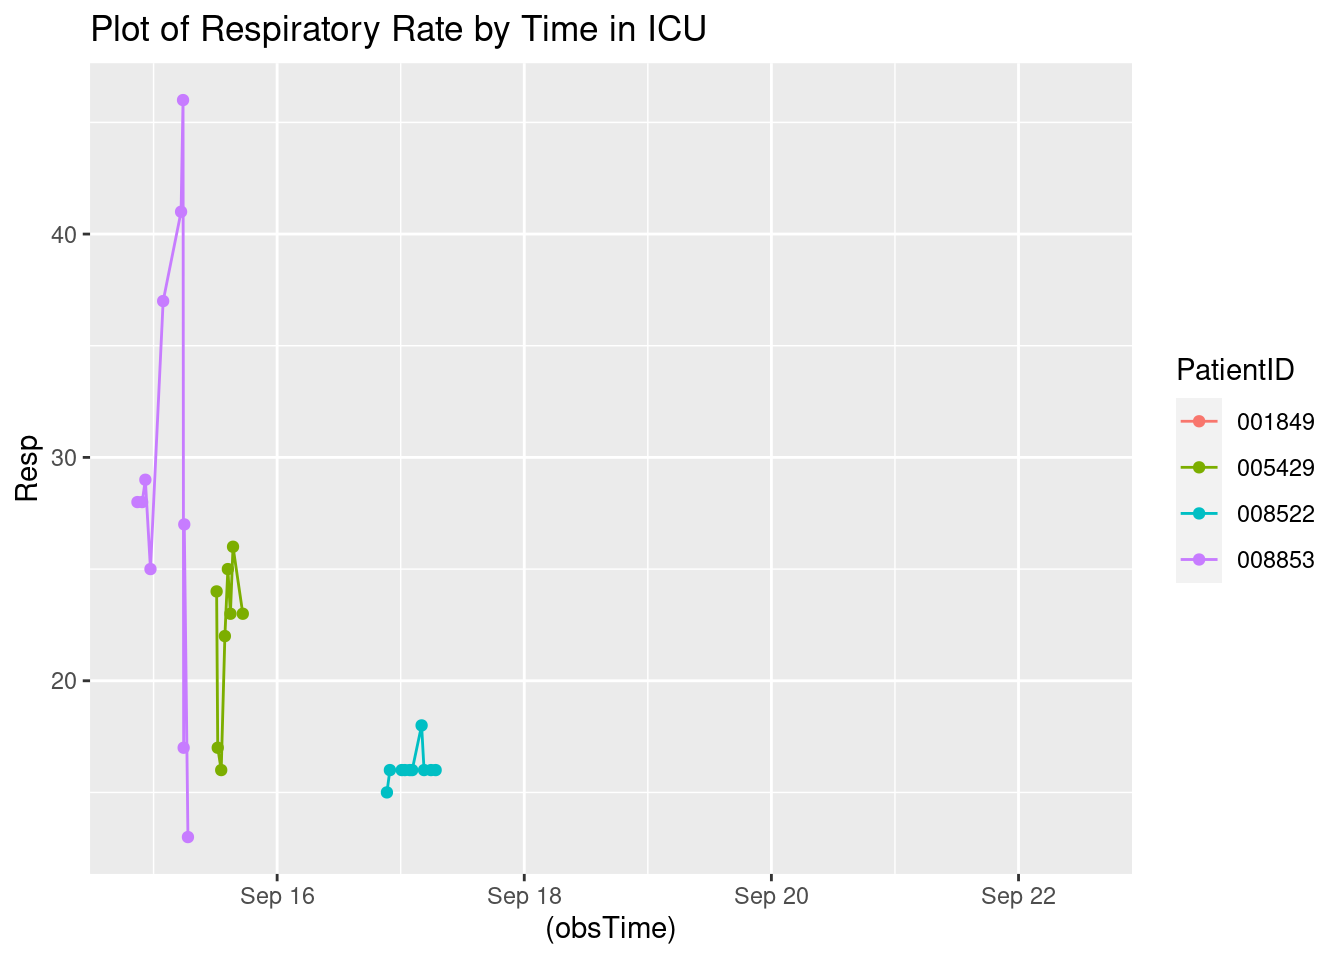 Plot of Respiratory Rate by Time in ICU
40
30
20
Resp
Sep 16
Sep 18
Sep 20
Sep 22
(obsTime)
PatientID
001849
005429
008522
008853